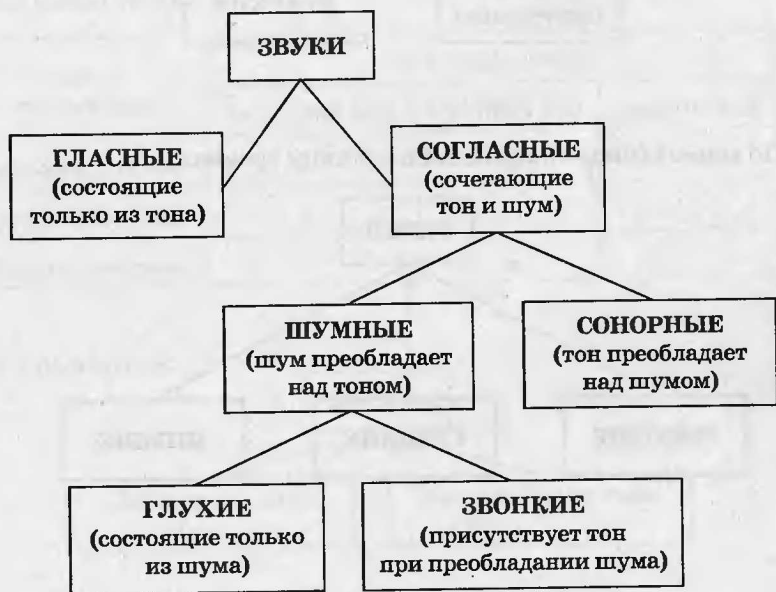 ЗВУКИ
ГЛАСНЫЕ
(состоящие
только из тона)
СОГЛАСНЫЕ
(сочетающие
тон и шум)
ШУМНЫЕ
(шум преобладает
над тоном)
СОНОРНЫЕ
(тон преобладает
над шумом)
ГЛУХИЕ
(состоящие только
из шума)
ЗВОНКИЕ
(присутствует тон
при преобладании шума)